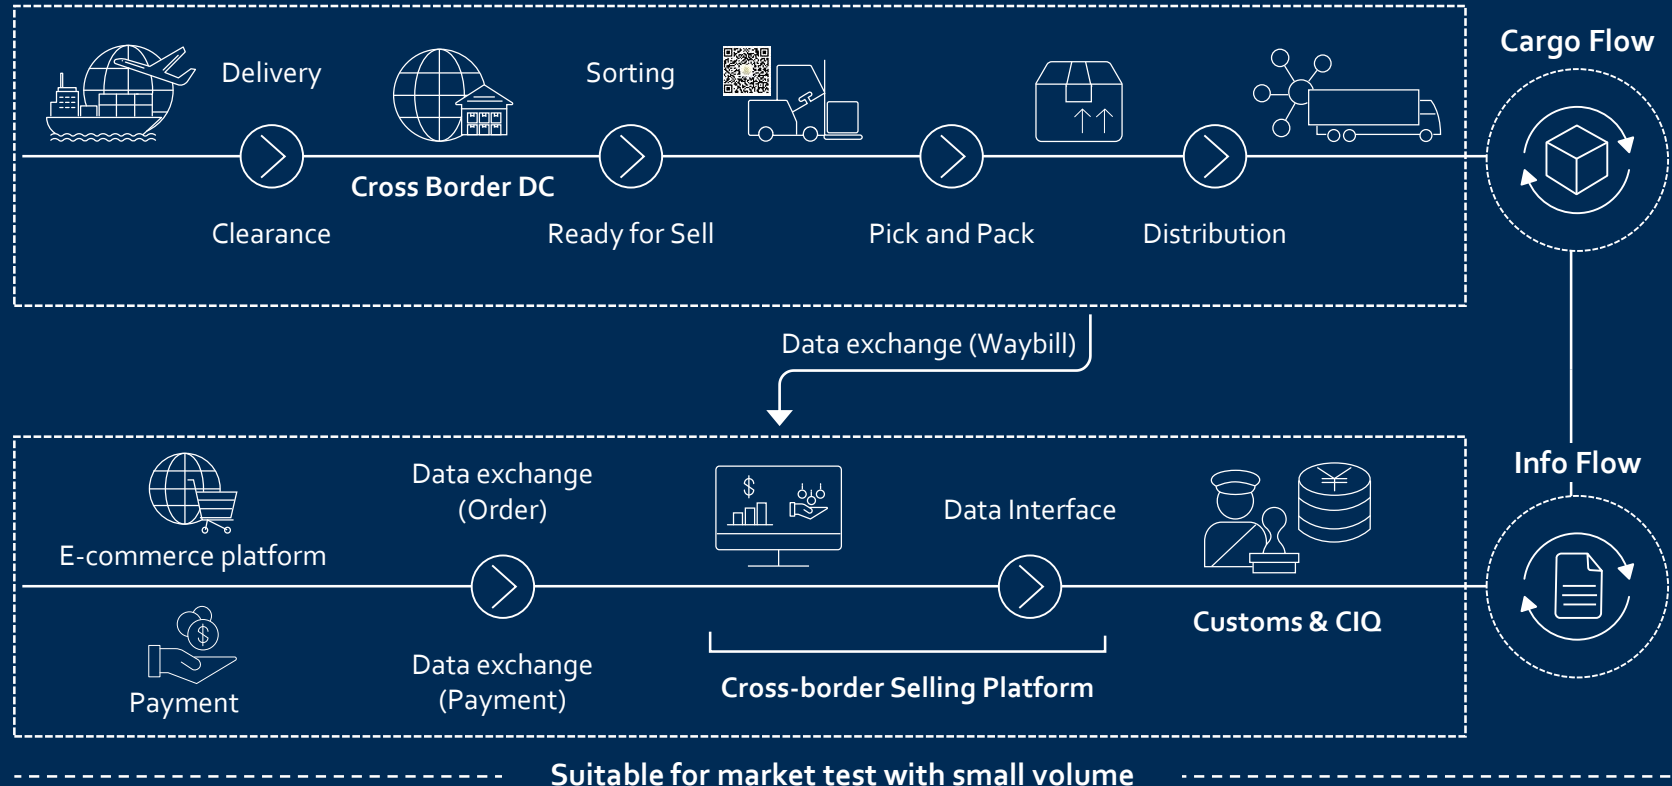 Cargo Flow
Delivery
Sorting
Cross Border DC
Clearance
Ready for Sell
Pick and Pack
Distribution
Data exchange (Waybill)
Info Flow
E-commerce platform
Data exchange
(Order)
$
Data Interface
¥
$
Payment
Data exchange
(Payment)
Cross-border Selling Platform
Customs & CIQ
Suitable for market test with small volume